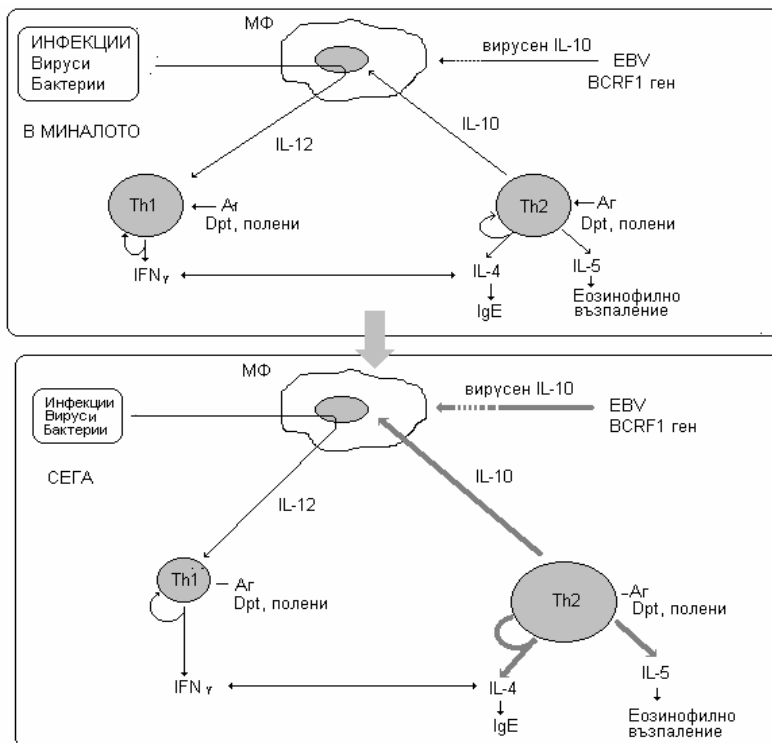 МФ
ИНФЕКЦИИ
Вируси
Бактерии
вирусен IL-10
EBV
BCRF1 ген
В МИНАЛОТО
IL-12
IL-10
Th1
Аг
Dpt, полени
Th2
Аг
Dpt, полени
IFNγ
IL-4
IL-5
IgE
Еозинофилно
възпаление
МФ
Инфекции
Вируси
Бактерии
вирусен IL-10
EBV
BCRF1 ген
СЕГА
IL-10
IL-12
Th1
Аг
Dpt, полени
Th2
Аг
Dpt, полени
IFN γ
IL-4
IL-5
IgE
Еозинофилно
възпаление